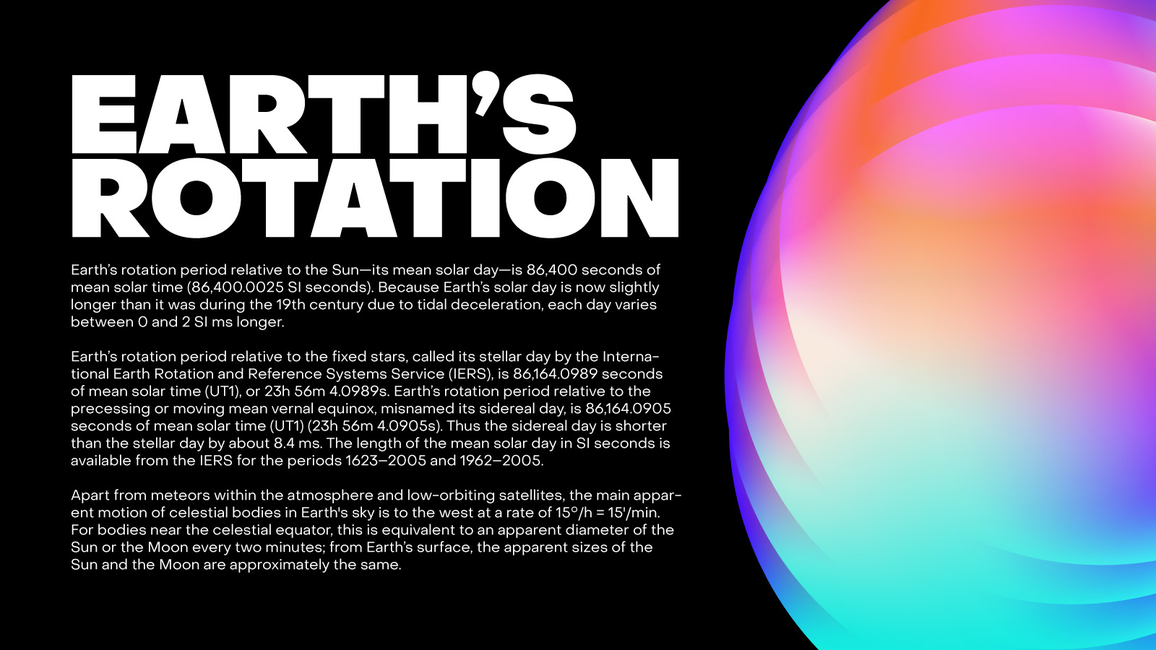 EARTH’S
ROTATION
Earth’s rotation period relative to the Sun—its mean solar day—is 86,400 seconds of
mean solar time (86,400.0025 SI seconds). Because Earth’s solar day is now slightly
longer than it was during the 19th century due to tidal deceleration, each day varies
between 0 and 2 SI ms longer.
Earth’s rotation period relative to the fixed stars, called its stellar day by the Interna–
tional Earth Rotation and Reference Systems Service (IERS), is 86,164.0989 seconds
of mean solar time (UT1), or 23h 56m 4.0989s. Earth’s rotation period relative to the
precessing or moving mean vernal equinox, misnamed its sidereal day, is 86,164.0905
seconds of mean solar time (UT1) (23h 56m 4.0905s). Thus the sidereal day is shorter
than the stellar day by about 8.4 ms. The length of the mean solar day in SI seconds is
available from the IERS for the periods 1623–2005 and 1962–2005.
Apart from meteors within the atmosphere and low-orbiting satellites, the main appar–
ent motion of celestial bodies in Earth's sky is to the west at a rate of 15°/h = 15'/min.
For bodies near the celestial equator, this is equivalent to an apparent diameter of the
Sun or the Moon every two minutes; from Earth’s surface, the apparent sizes of the
Sun and the Moon are approximately the same.